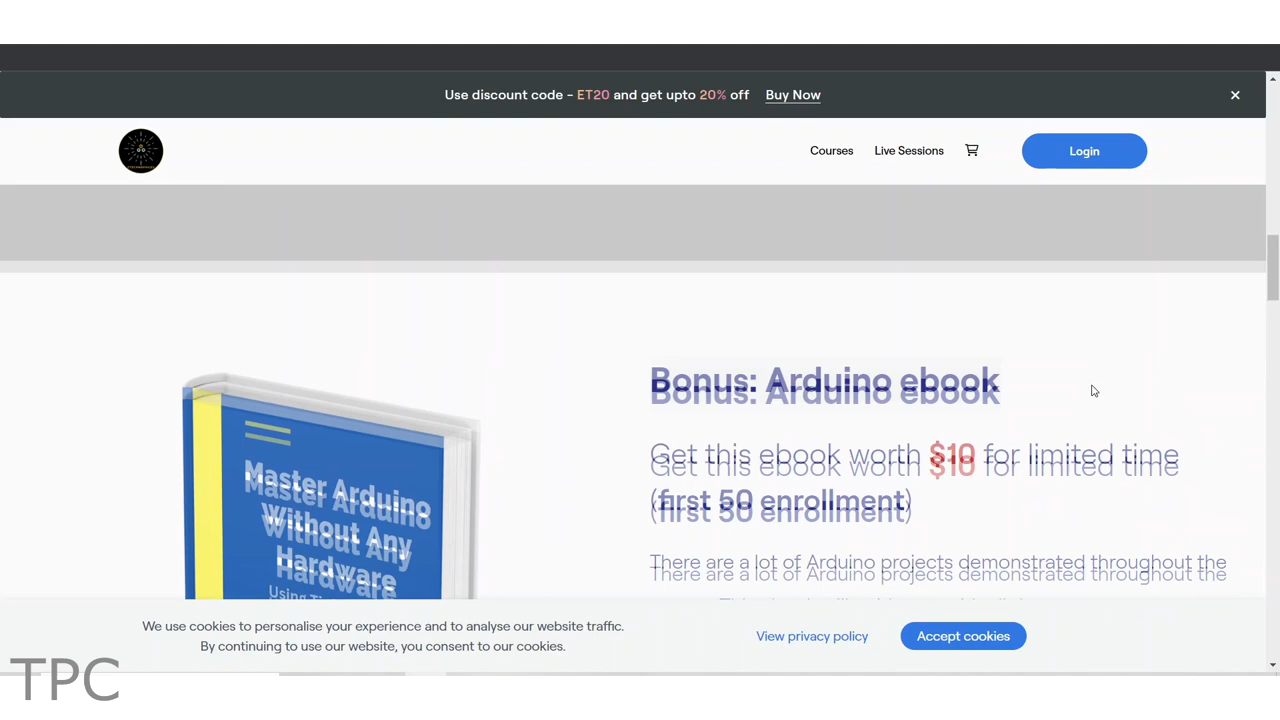 Use discount code - ET20 and get upto 20% off Buy Now
Courses Live Sessions Login
Bonus: Arduino ebook
Get this ebook worth $10 for limited time
(first 50 enrollment)
There are a lot of Arduino projects demonstrated throughout the
Master Arduino
Without Any
Hardware
We use cookies to personalise your experience and to analyse our website traffic.
By continuing to use our website, you consent to our cookies.
View privacy policy
Accept cookies
TPC